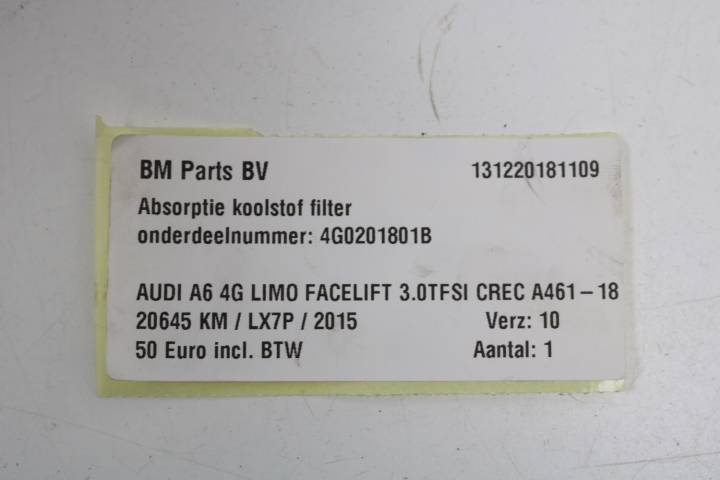 BM Parts BV 131220181109
Absorptie koolstof filter
onderdeelnummer: 4G0201801B
AUDI A6 4G LIMO FACELIFT 3.0TFSI CREC A461-18
20645 KM / LX7P / 2015 Verz: 10
50 Euro incl. BTW Aantal: 1